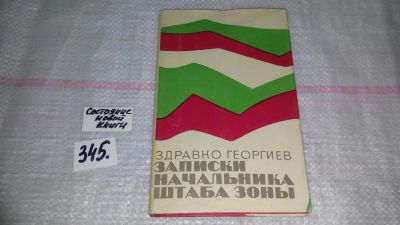 Состояние
новой
книги
345.
ЗДРАВКО ГЕОРГИЕВ
ЗАПИСКИ
НАЧАЛЬНИКА
ШТАБА ЗОНЫ